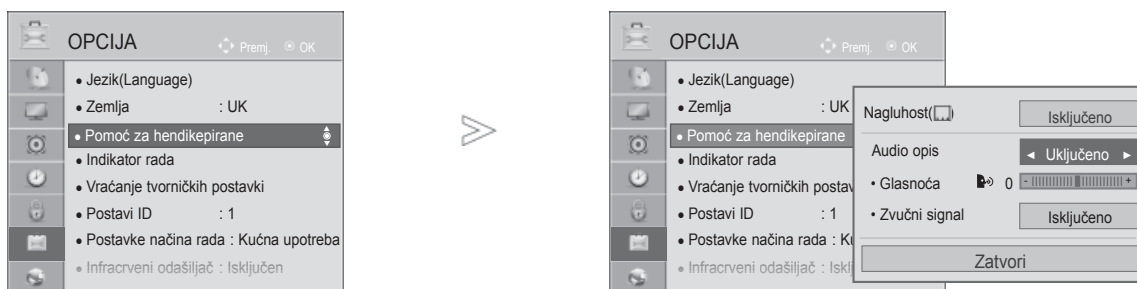 OPCIJA
Premj. OK
• Jezik(Language)
• Zemlja : UK
• Pomoć za hendikepirane
• Indikator rada
• Vraćanje tvorničkih postavki
• Postavi ID : 1
• Postavke načina rada : Kućna upotreba
• Infracrveni odašiljač : Isključen
OPCIJA
Premj. OK
• Jezik(Language)
• Zemlja : UK
• Pomoć za hendikepirane
• Indikator rada
• Vraćanje tvorničkih postav
• Postavi ID : 1
• Postavke načina rada : Ku
• Infracrveni odašiljač : Isklj
Nagluhost( ) Isključeno
Audio opis ◄ Uključeno ►
• Glasnoća 0 - +
• Zvučni signal Isključeno
Zatvori